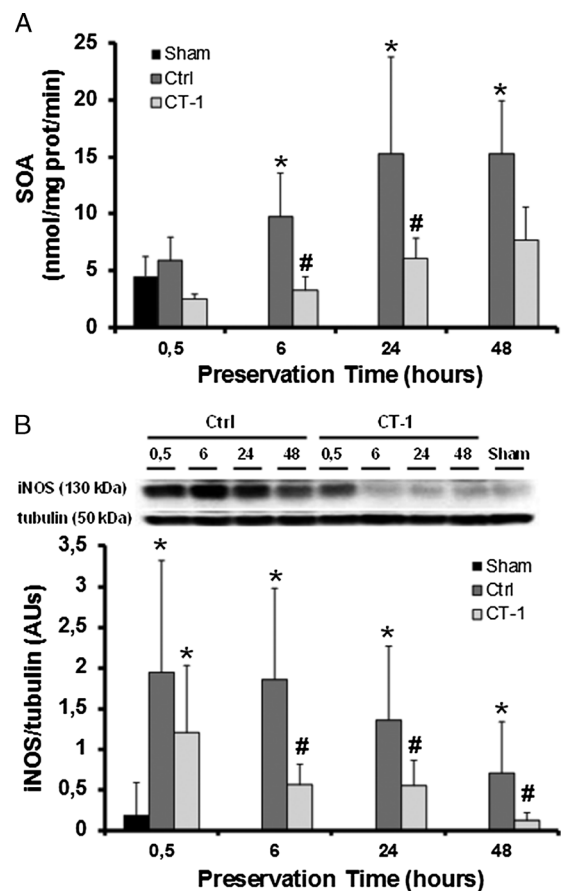 A
Sham
Ctrl
CT-1
SOA
(nmol/mg prot/min)
25
20
15
10
5
0
*
*
*
#
#
0,5 6 24 48
Preservation Time (hours)
B
Ctrl CT-1
0,5 6 24 48 0,5 6 24 48 Sham
iNOS (130 kDa)
tubulin (50 kDa)
iNOS/tubulin (AUs)
3,5
3
2,5
2
1,5
1
0,5
0
Sham
Ctrl
CT-1
*
*
*
*
*
#
#
#
0,5 6 24 48
Preservation Time (hours)